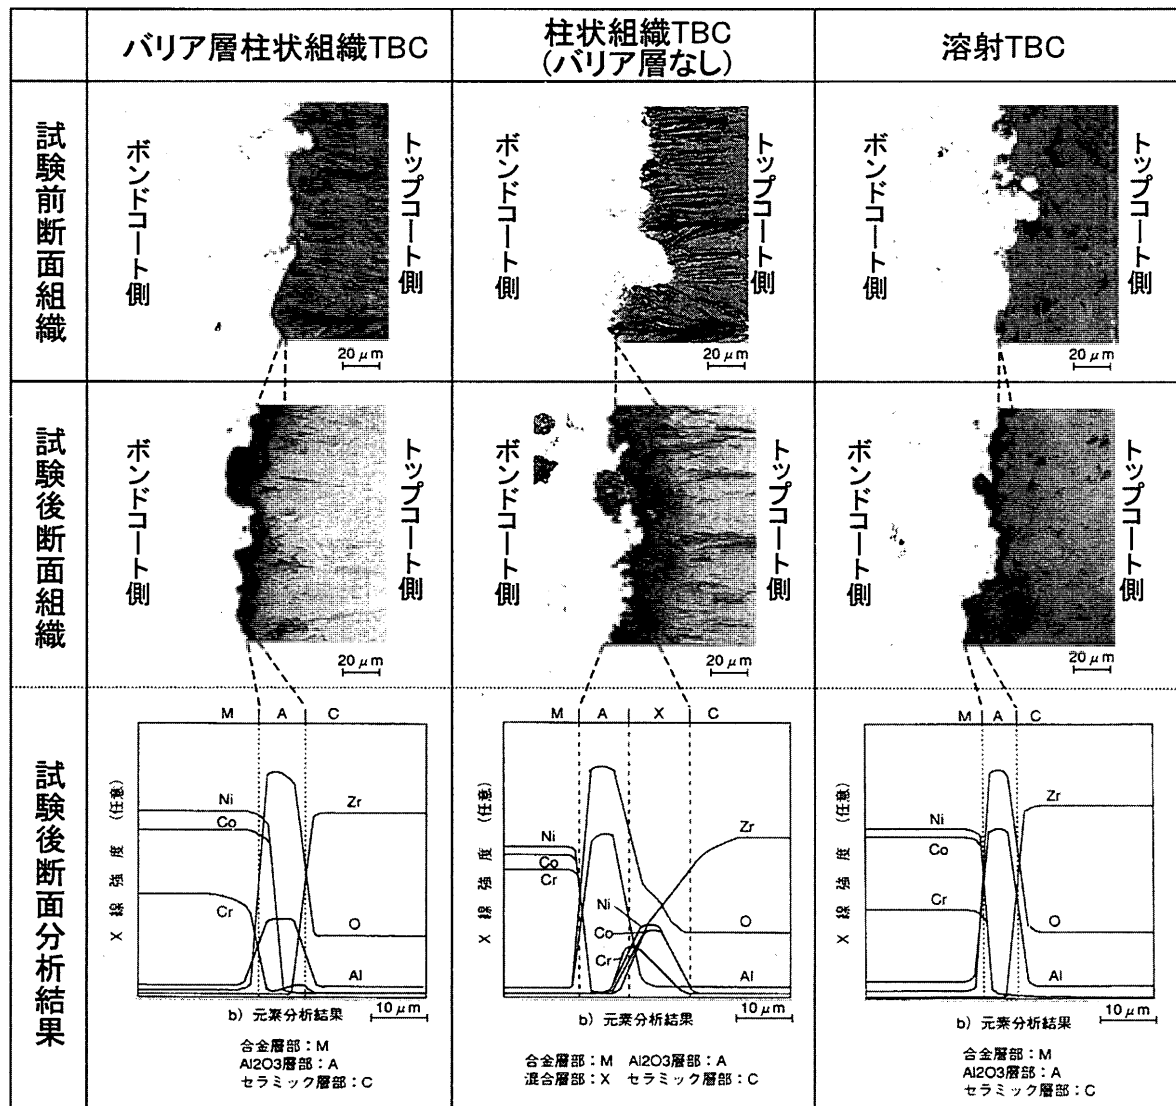 バリア層柱状組織TBC
柱状組織TBC
(バリア層なし)
溶射TBC
試験前断面組織
ボンドコート側
トップコート側
20 μm
ボンドコート側
トップコート側
20 μm
ボンドコート側
トップコート側
20 μm
試験後断面組織
ボンドコート側
トップコート側
20 μm
ボンドコート側
トップコート側
20 μm
ボンドコート側
トップコート側
20 μm
試験後断面分析結果
M A C
X線強度(任意)
Ni
Co
Cr
Zr
O
Al
10 μm
b) 元素分析結果
合金層部:M
Al2O3層部:A
セラミック層部:C
M A X C
X線強度(任意)
Ni
Co
Cr
Ni
Co
Cr
Zr
O
Al
10 μm
b) 元素分析結果
合金層部:M Al2O3層部:A
混合層部:X セラミック層部:C
M A C
X線強度(任意)
Ni
Co
Cr
Zr
O
Al
10 μm
b) 元素分析結果
合金層部:M
Al2O3層部:A
セラミック層部:C